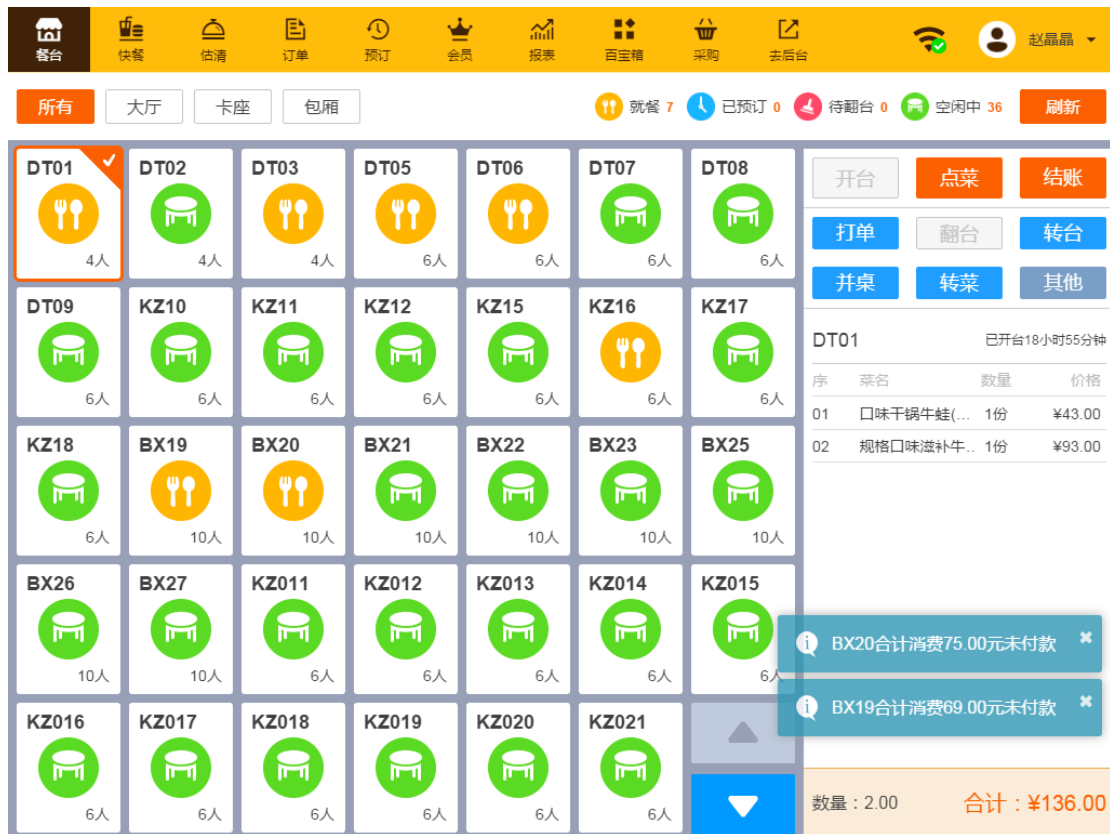 餐台 快餐 估清 订单 预订 会员 报表 百宝箱 采购 去后台 赵晶晶
所有 大厅 卡座 包厢 就餐 7 已预订 0 待翻台 0 空闲中 36 刷新
DT01 DT02 DT03 DT05 DT06 DT07 DT08
4人 4人 4人 6人 6人 6人 6人
DT09 KZ10 KZ11 KZ12 KZ15 KZ16 KZ17
6人 6人 6人 6人 6人 6人 6人
KZ18 BX19 BX20 BX21 BX22 BX23 BX25
6人 10人 10人 10人 10人 10人 10人
BX26 BX27 KZ011 KZ012 KZ013 KZ014 KZ015
10人 10人 6人 6人 6人 6人 6人
KZ016 KZ017 KZ018 KZ019 KZ020 KZ021
6人 6人 6人 6人 6人 6人
开台 点菜 结账
打单 翻台 转台
并桌 转菜 其他
DT01 已开台18小时55分钟
序 菜名 数量 价格
01 口味干锅牛蛙(... 1份 ¥43.00
02 规格口味滋补牛.. 1份 ¥93.00
BX20合计消费75.00元未付款
BX19合计消费69.00元未付款
数量：2.00 合计：¥136.00